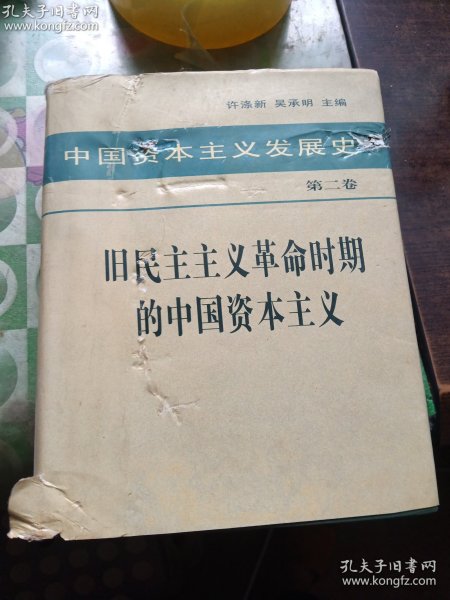 孔夫子旧书网
www.kongfz.com
许涤新 吴承明 主编
中国资本主义发展史
第二卷
旧民主主义革命时期
的中国资本主义
孔夫子旧书网
www.kongfz.com